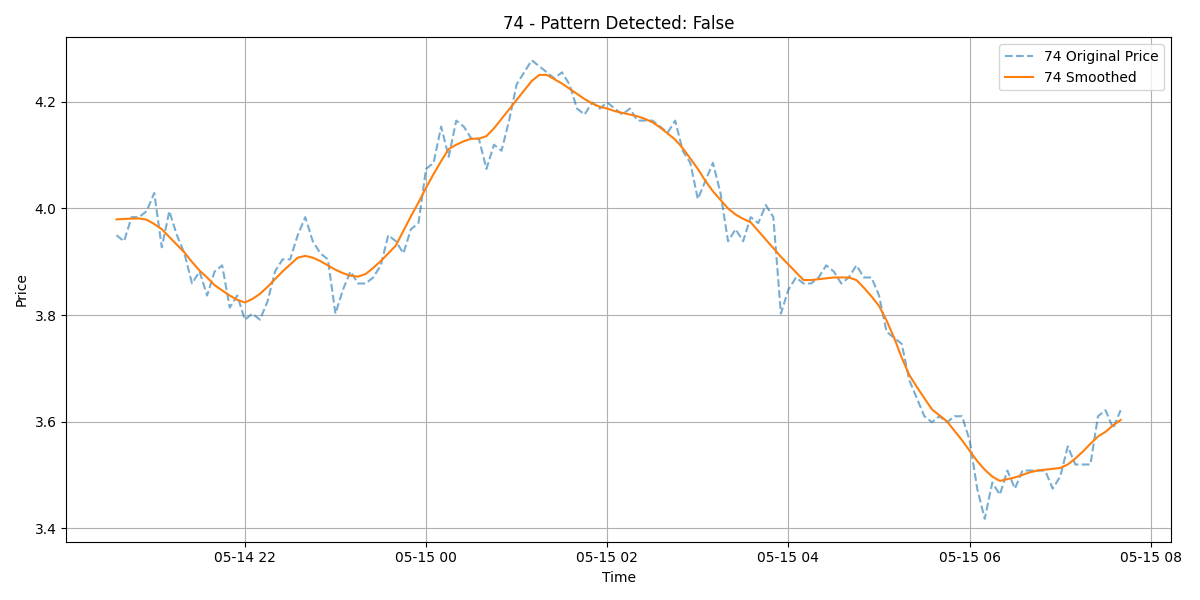 74 - Pattern Detected: False
74 Original Price
74 Smoothed
Price
4.2
4.0
3.8
3.6
3.4
05-14 22
05-15 00
05-15 02
05-15 04
05-15 06
05-15 08
Time